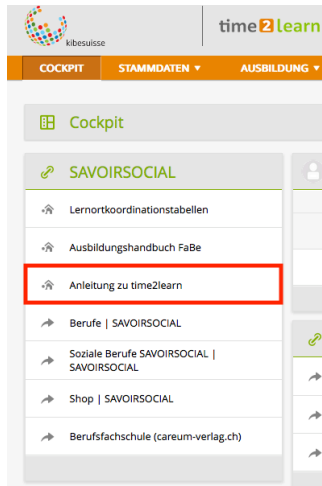 kibesuisse
time2learn
COCKPIT STAMMDATEN AUSBILDUNG
Cockpit
SAVOIRSOCIAL
Lernortkoordinationstabellen
Ausbildungshandbuch FaBe
Anleitung zu time2learn
Berufe | SAVOIRSOCIAL
Soziale Berufe SAVOIRSOCIAL |
SAVOIRSOCIAL
Shop | SAVOIRSOCIAL
Berufsfachschule (careum-verlag.ch)